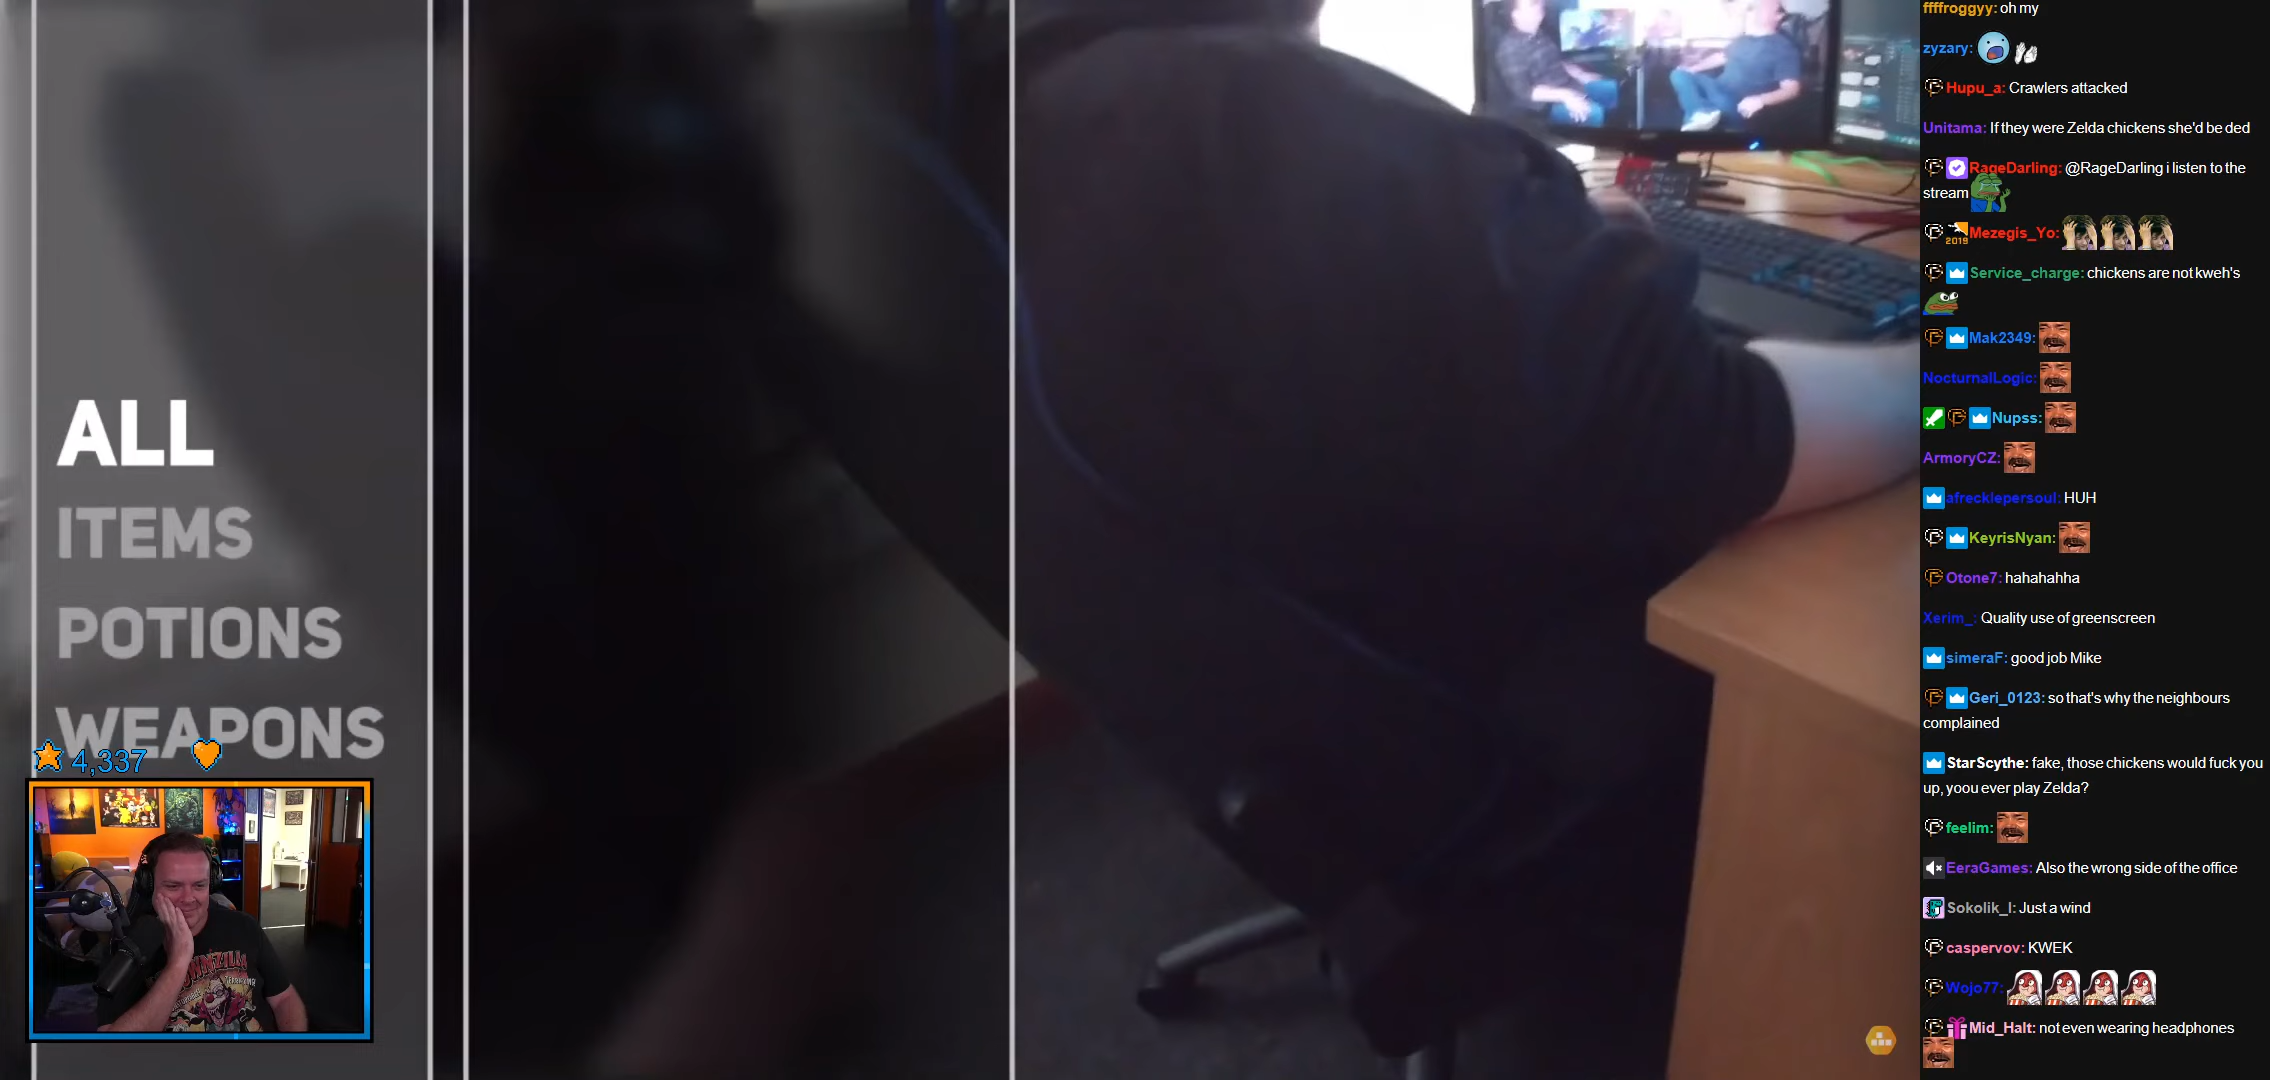 ALL
ITEMS
POTIONS
WEAPONS
4,337
ffffroggyy: oh my
zyzary:
Hupu_a: Crawlers attacked
Unitama: If they were Zelda chickens she'd be ded
RageDarling: @RageDarling i listen to the
stream
2019 Mezegis_Yo:
Service_charge: chickens are not kweh's
Mak2349:
NocturnalLogic:
Nupss:
ArmoryCZ:
afrecklepersoul: HUH
KeyrisNyan:
Otone7: hahahahha
Xerim_: Quality use of greenscreen
simeraF: good job Mike
Geri_0123: so that's why the neighbours
complained
StarScythe: fake, those chickens would fuck you
up, yoou ever play Zelda?
feelim:
EeraGames: Also the wrong side of the office
Sokolik_I: Just a wind
caspervov: KWEK
Wojo77:
Mid_Halt: not even wearing headphones